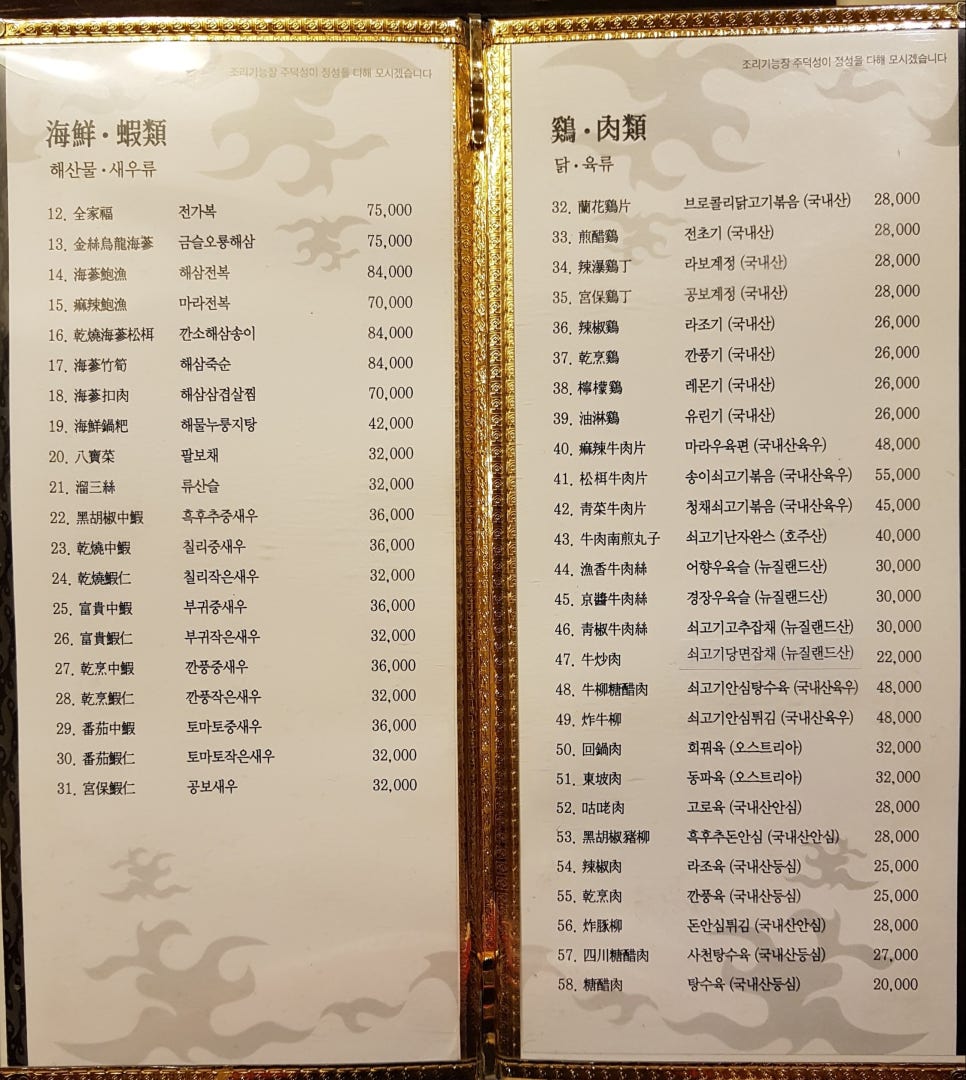 조리기능장 주덕성이 정성을 다해 모시겠습니다
海鮮·蝦類
해산물·새우류
12. 全家福 전가복 75,000
13. 金絲烏龍海蔘 금슬오룡해삼 75,000
14. 海蔘鮑漁 해삼전복 84,000
15. 痲辣鮑漁 마라전복 70,000
16. 乾燒海蔘松栮 깐소해삼송이 84,000
17. 海蔘竹筍 해삼죽순 84,000
18. 海蔘扣肉 해삼삼겹살찜 70,000
19. 海鮮鍋粑 해물누룽지탕 42,000
20. 八寶菜 팔보채 32,000
21. 溜三絲 류산슬 32,000
22. 黑胡椒中蝦 흑후추중새우 36,000
23. 乾燒中蝦 칠리중새우 36,000
24. 乾燒蝦仁 칠리작은새우 32,000
25. 富貴中蝦 부귀중새우 36,000
26. 富貴蝦仁 부귀작은새우 32,000
27. 乾烹中蝦 깐풍중새우 36,000
28. 乾烹蝦仁 깐풍작은새우 32,000
29. 番茄中蝦 토마토중새우 36,000
30. 番茄蝦仁 토마토작은새우 32,000
31. 宮保蝦仁 공보새우 32,000
조리기능장 주덕성이 정성을 다해 모시겠습니다
鷄·肉類
닭·육류
32. 蘭花鷄片 브로콜리닭고기볶음 (국내산) 28,000
33. 煎醋鷄 전초기 (국내산) 28,000
34. 辣瀑鷄丁 라보계정 (국내산) 28,000
35. 宮保鷄丁 공보계정 (국내산) 28,000
36. 辣椒鷄 라조기 (국내산) 26,000
37. 乾烹鷄 깐풍기 (국내산) 26,000
38. 檸檬鷄 레몬기 (국내산) 26,000
39. 油淋鷄 유린기 (국내산) 26,000
40. 痲辣牛肉片 마라우육편 (국내산육우) 48,000
41. 松栮牛肉片 송이쇠고기볶음 (국내산육우) 55,000
42. 靑菜牛肉片 청채쇠고기볶음 (국내산육우) 45,000
43. 牛肉南煎丸子 쇠고기난자완스 (호주산) 40,000
44. 漁香牛肉絲 어향우육슬 (뉴질랜드산) 30,000
45. 京醬牛肉絲 경장우육슬 (뉴질랜드산) 30,000
46. 靑椒牛肉絲 쇠고기고추잡채 (뉴질랜드산) 30,000
47. 牛炒肉 쇠고기당면잡채 (뉴질랜드산) 22,000
48. 牛柳糖醋肉 쇠고기안심탕수육 (국내산육우) 48,000
49. 炸牛柳 쇠고기안심튀김 (국내산육우) 48,000
50. 回鍋肉 회궈육 (오스트리아) 32,000
51. 東坡肉 동파육 (오스트리아) 32,000
52. 咕咾肉 고로육 (국내산안심) 28,000
53. 黑胡椒豬柳 흑후추돈안심 (국내산안심) 28,000
54. 辣椒肉 라조육 (국내산등심) 25,000
55. 乾烹肉 깐풍육 (국내산등심) 25,000
56. 炸豚柳 돈안심튀김 (국내산안심) 28,000
57. 四川糖醋肉 사천탕수육 (국내산등심) 27,000
58. 糖醋肉 탕수육 (국내산등심) 20,000